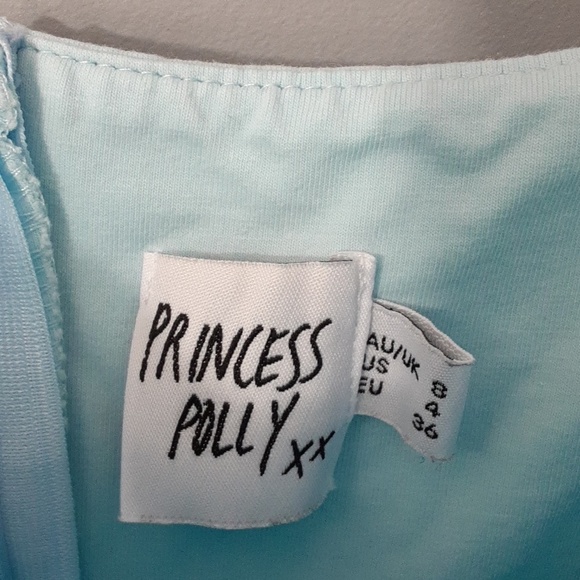 PRINCESS
POLLY xx
AU/UK 8
US 4
EU 36